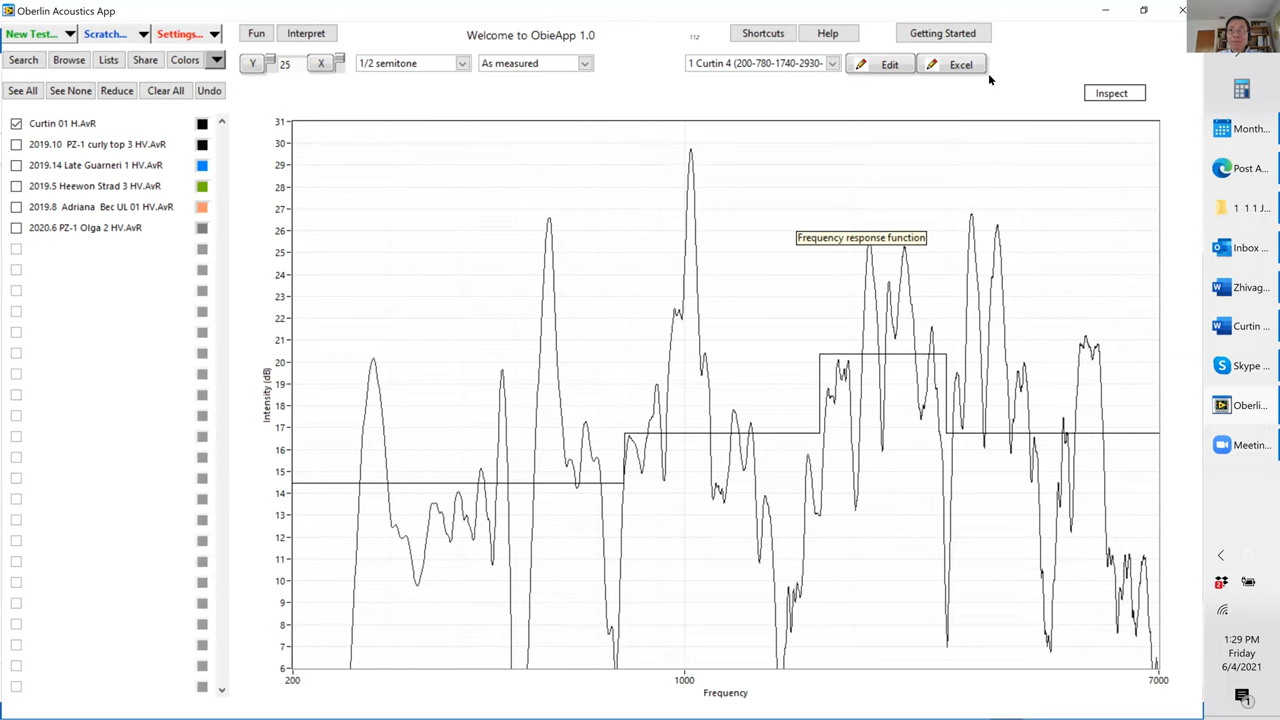 Oberlin Acoustics App
New Test...
Scratch...
Settings...
Fun
Interpret
Welcome to ObieApp 1.0
112
Shortcuts
Help
Getting Started
Search
Browse
Lists
Share
Colors
Y
25
X
1/2 semitone
As measured
1 Curtin 4 (200-780-1740-2930-
Edit
Excel
See All
See None
Reduce
Clear All
Undo
Inspect
Curtin 01 H.AvR
2019.10 PZ-1 curly top 3 HV.AvR
2019.14 Late Guarneri 1 HV.AvR
2019.5 Heewon Strad 3 HV.AvR
2019.8 Adriana Bec UL 01 HV.AvR
2020.6 PZ-1 Olga 2 HV.AvR
31
30
29
28
27
26
25
24
23
22
21
20
19
18
17
16
15
14
13
12
11
10
9
8
7
6
Intensity (dB)
Frequency response function
200
1000
7000
Frequency
Month...
Post A...
1 1 1 J...
Inbox ...
Zhivag...
Curtin ...
Skype ...
Oberli...
Meetin...
2
1:29 PM
Friday
6/4/2021
1